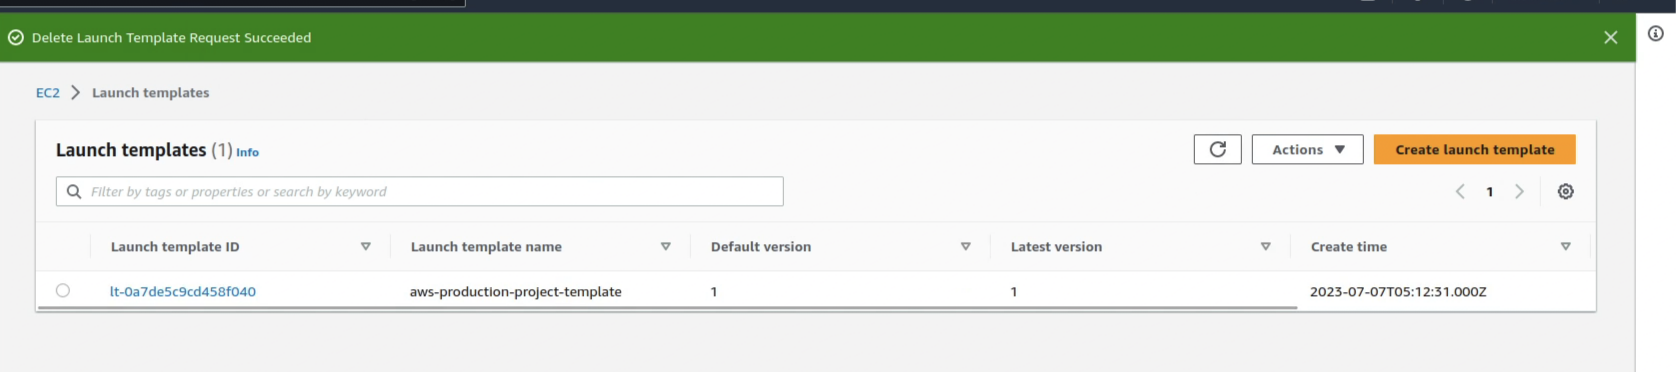 Delete Launch Template Request Succeeded
EC2 Launch templates
Launch templates (1) Info
Actions Create launch template
Filter by tags or properties or search by keyword
1
Launch template ID Launch template name Default version Latest version Create time
lt-0a7de5c9cd458f040 aws-production-project-template 1 1 2023-07-07T05:12:31.000Z